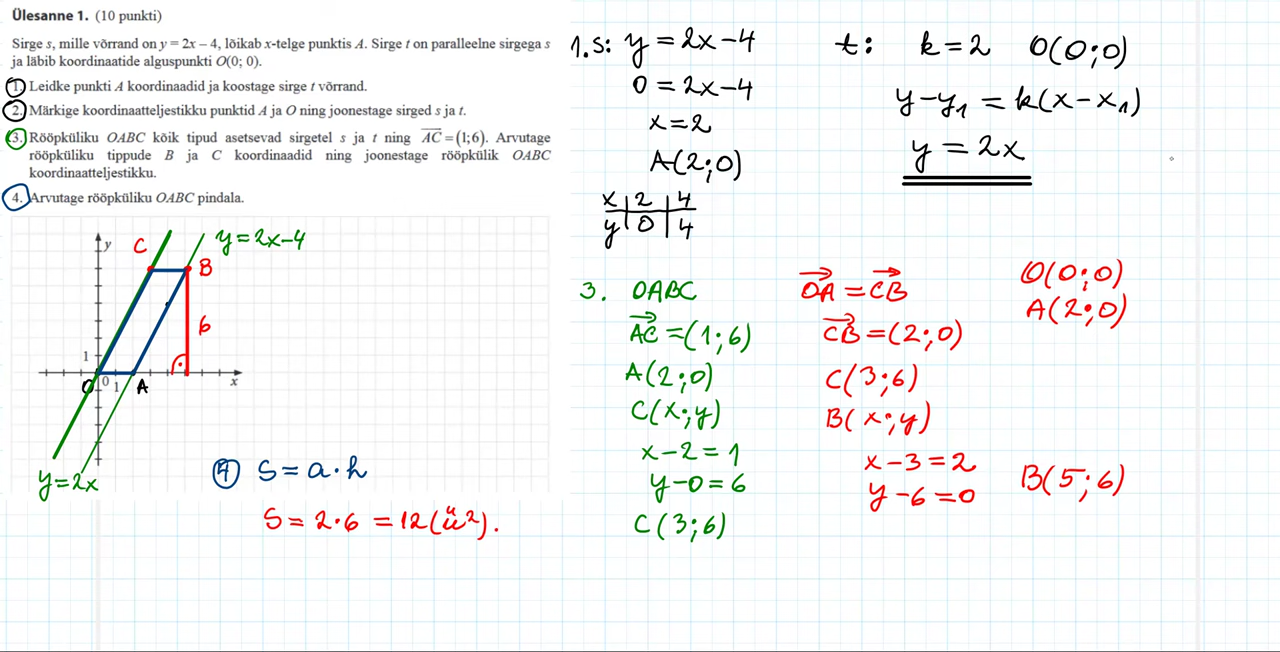 Ülesanne 1. (10 punkti)
Sirge s, mille võrrand on y = 2x – 4, lõikab x-telge punktis A. Sirge t on paralleelne sirgega s
ja läbib koordinaatide alguspunkti O(0; 0).
1. Leidke punkti A koordinaadid ja koostage sirge t võrrand.
2. Märkige koordinaatteljestikku punktid A ja O ning joonestage sirged s ja t.
3. Rööpküliku OABC kõik tipud asetsevad sirgetel s ja t ning \overline{AC} = (1; 6). Arvutage
rööpküliku tippude B ja C koordinaadid ning joonestage rööpkülik OABC
koordinaatteljestikku.
4. Arvutage rööpküliku OABC pindala.
y
C
y=2x-4
B
6
1
O
0
1
A
x
y=2x
④ S=a·h
S=2·6=12(ü²).
1. s: y=2x-4
0=2x-4
x=2
A(2;0)
x | 2 | 4
y | 0 | 4
t: k=2 O(0;0)
y-y₁=k(x-x₁)
y=2x
3. OABC
\overrightarrow{AC}=(1;6)
A(2;0)
C(x;y)
x-2=1
y-0=6
C(3;6)
\overrightarrow{OA}=\overrightarrow{CB}
\overrightarrow{CB}=(2;0)
C(3;6)
B(x;y)
x-3=2
y-6=0
O(0;0)
A(2;0)
B(5;6)